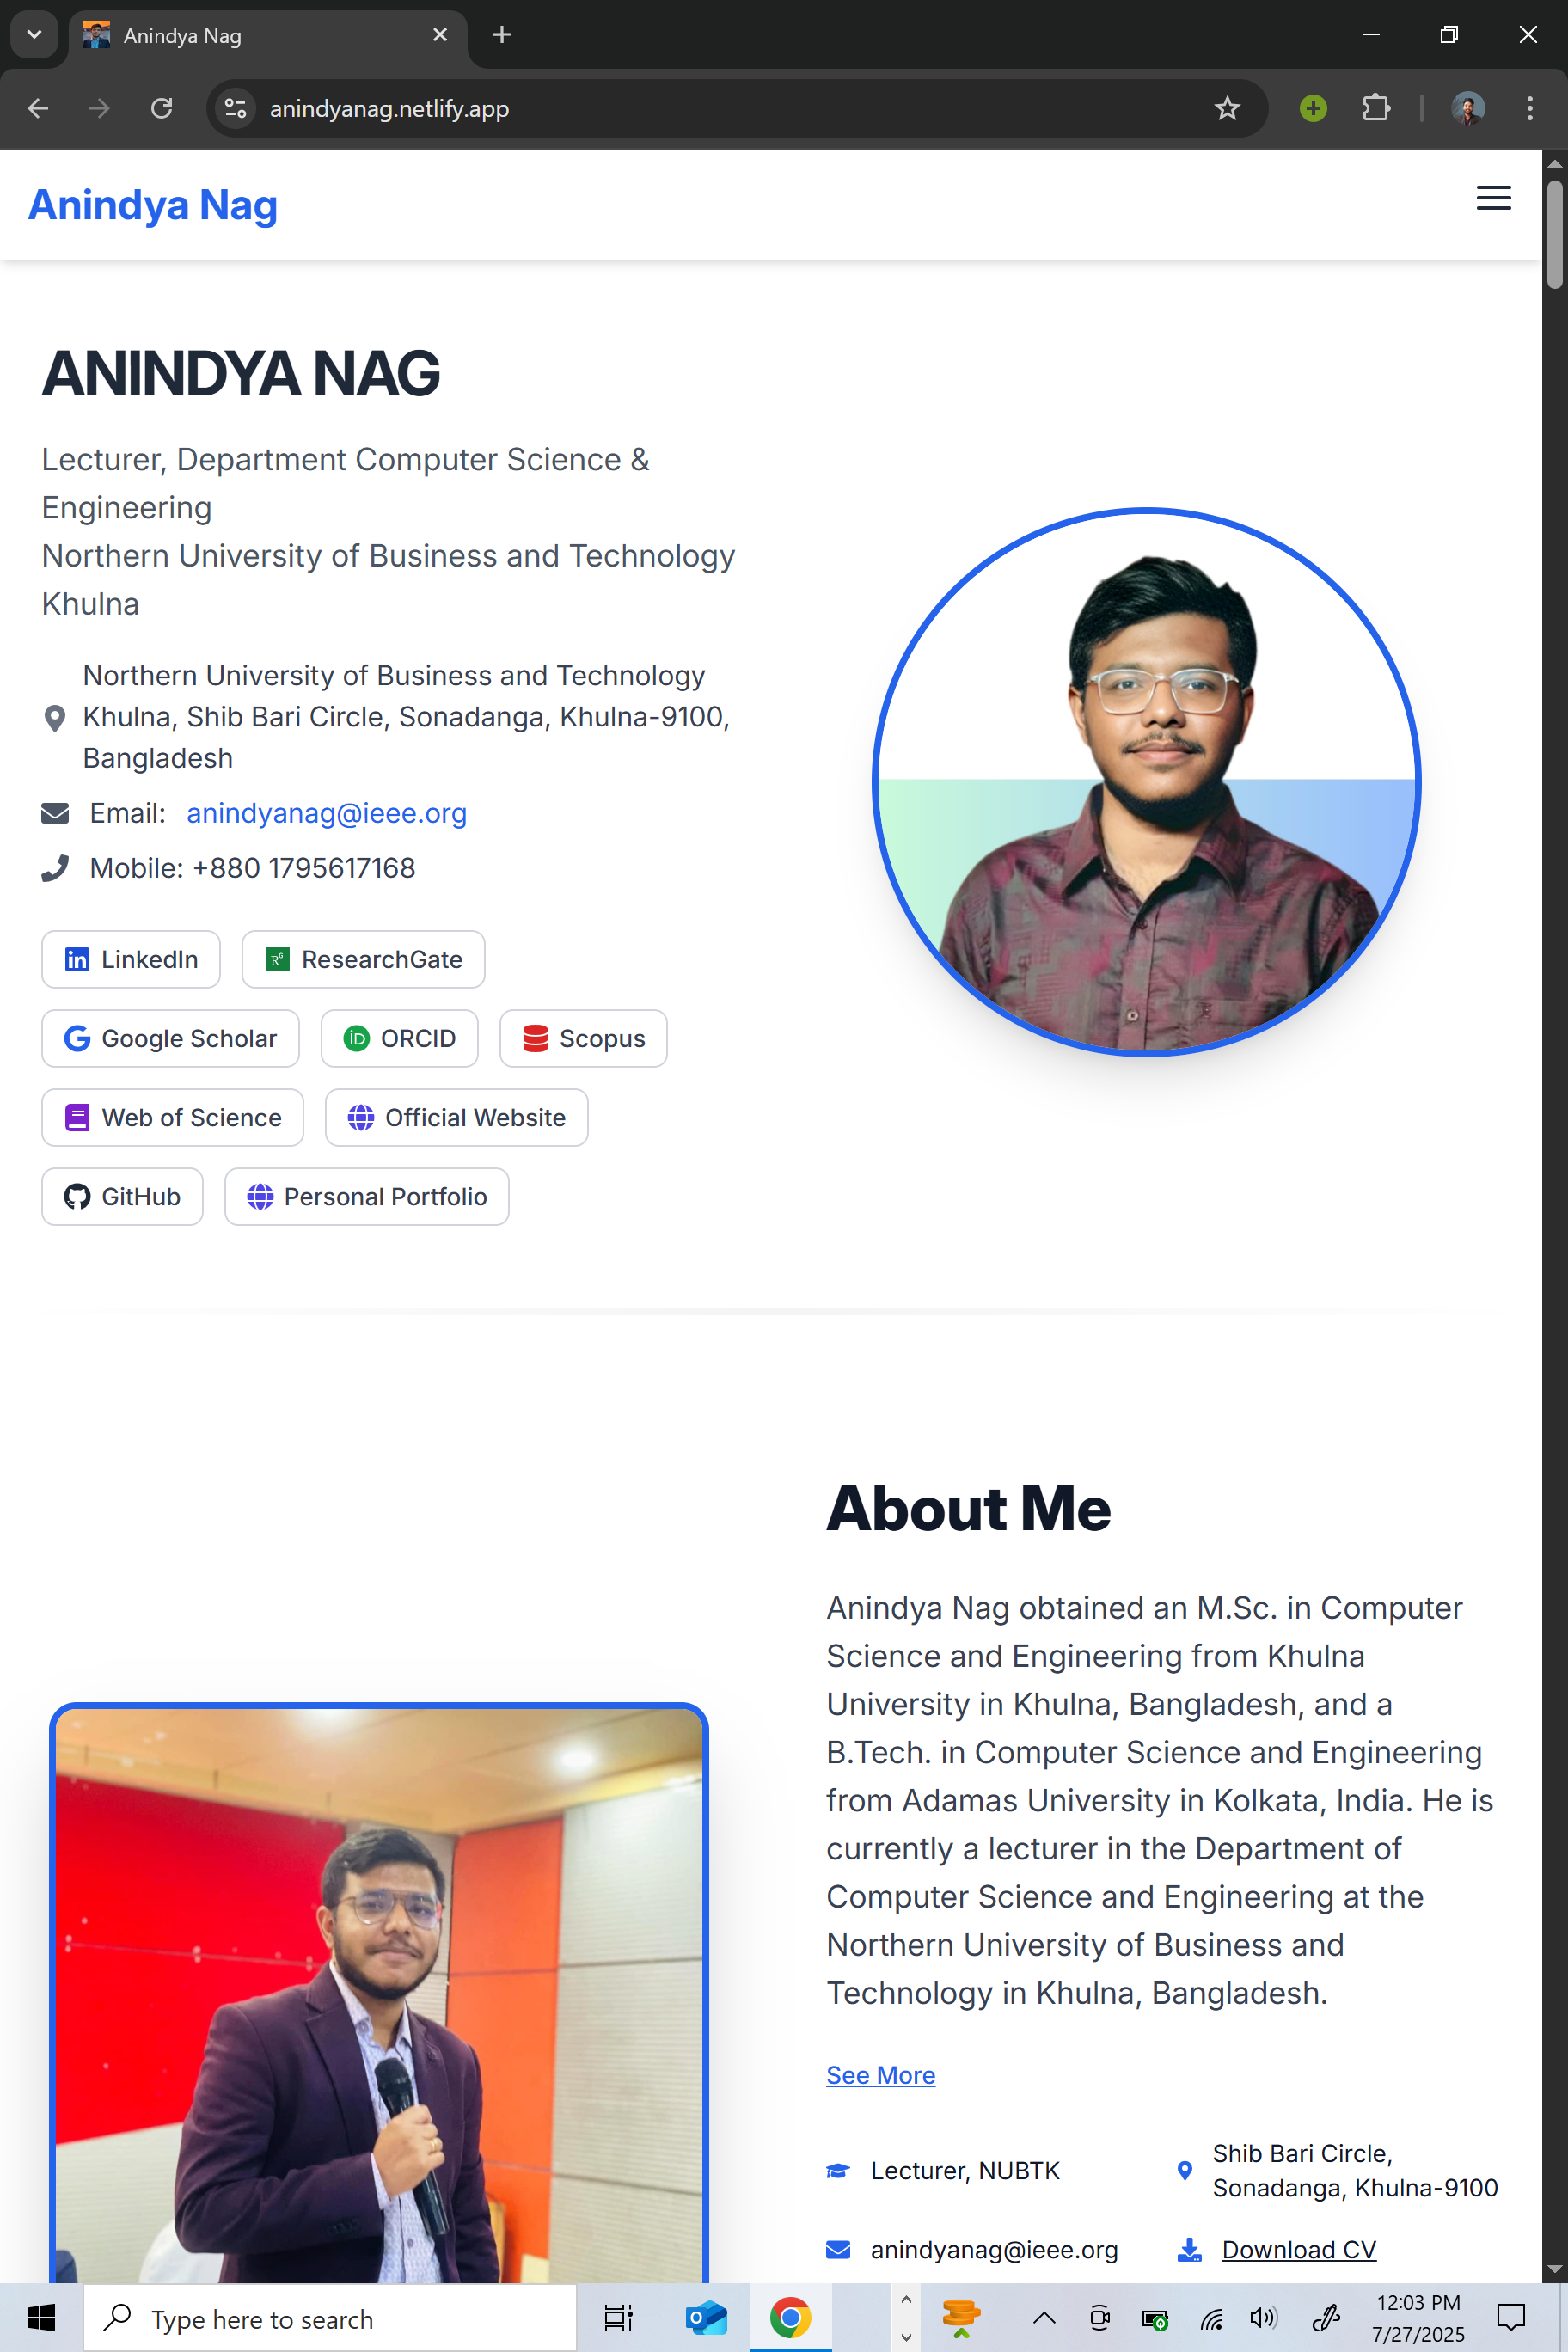 Anindya Nag
anindyanag.netlify.app
Anindya Nag
ANINDYA NAG
Lecturer, Department Computer Science &
Engineering
Northern University of Business and Technology
Khulna
Northern University of Business and Technology
Khulna, Shib Bari Circle, Sonadanga, Khulna-9100,
Bangladesh
Email: anindyanag@ieee.org
Mobile: +880 1795617168
LinkedIn
ResearchGate
Google Scholar
ORCID
Scopus
Web of Science
Official Website
GitHub
Personal Portfolio
About Me
Anindya Nag obtained an M.Sc. in Computer
Science and Engineering from Khulna
University in Khulna, Bangladesh, and a
B.Tech. in Computer Science and Engineering
from Adamas University in Kolkata, India. He is
currently a lecturer in the Department of
Computer Science and Engineering at the
Northern University of Business and
Technology in Khulna, Bangladesh.
See More
Lecturer, NUBTK
Shib Bari Circle,
Sonadanga, Khulna-9100
anindyanag@ieee.org
Download CV
Type here to search
12:03 PM
7/27/2025